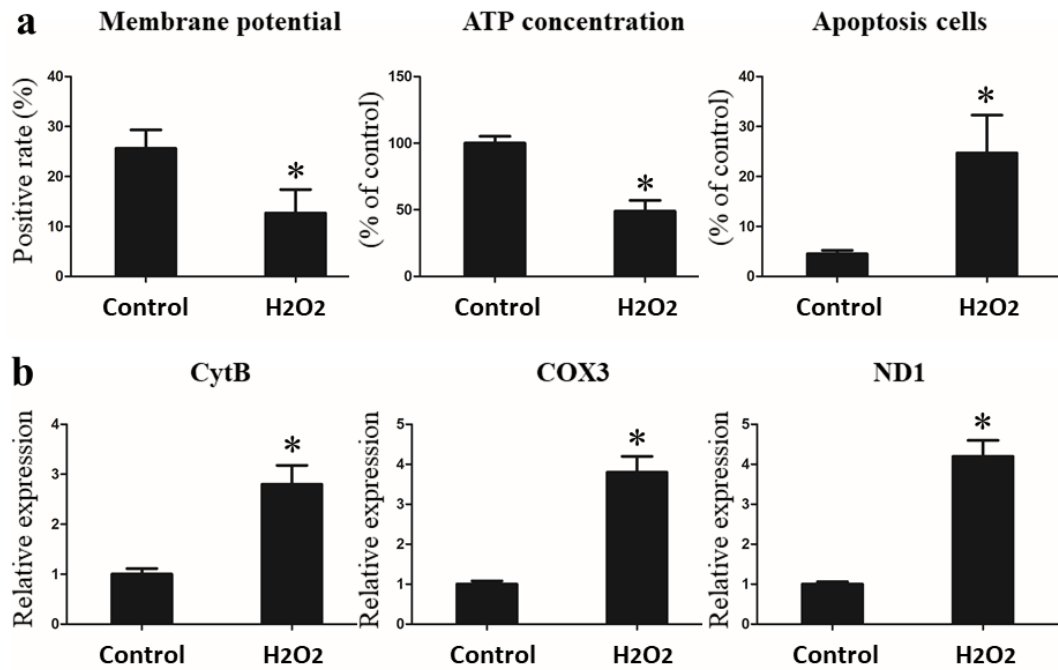 a
Membrane potential
ATP concentration
Apoptosis cells
Positive rate (%)
40
30
20
10
0
Control
*
H2O2
(% of control)
150
100
50
0
Control
*
H2O2
(% of control)
40
30
20
10
0
Control
*
H2O2
b
CytB
COX3
ND1
Relative expression
4
3
2
1
0
Control
*
H2O2
Relative expression
5
4
3
2
1
0
Control
*
H2O2
Relative expression
5
4
3
2
1
0
Control
*
H2O2